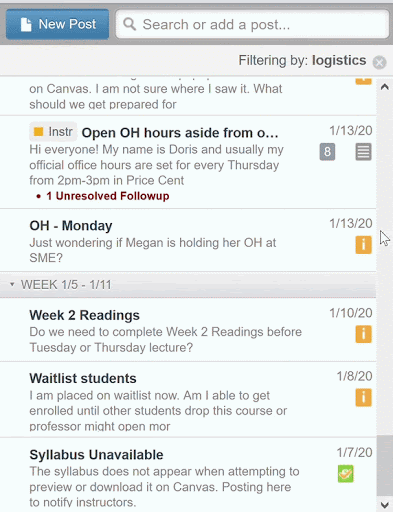 New Post
Search or add a post...
Filtering by: logistics
on Canvas. I am not sure where I saw it. What
should we get prepared for
Instr Open OH hours aside from o... 1/13/20
Hi everyone! My name is Doris and usually my
official office hours are set for every Thursday
from 2pm-3pm in Price Cent
8
• 1 Unresolved Followup
OH - Monday 1/13/20
Just wondering if Megan is holding her OH at
SME?
i
WEEK 1/5 - 1/11
Week 2 Readings 1/10/20
Do we need to complete Week 2 Readings before
Tuesday or Thursday lecture?
i
Waitlist students 1/8/20
I am placed on waitlist now. Am I able to get
enrolled until other students drop this course or
professor might open mor
i
Syllabus Unavailable 1/7/20
The syllabus does not appear when attempting to
preview or download it on Canvas. Posting here
to notify instructors.